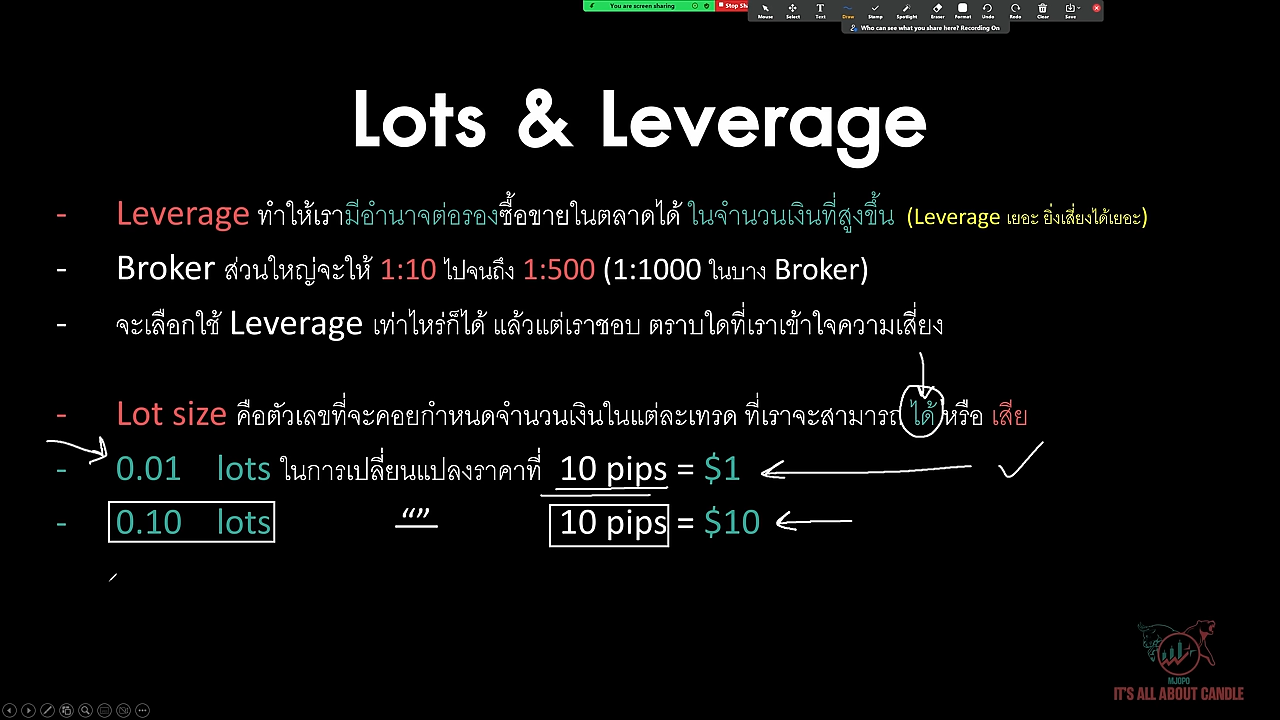 You are screen sharing
Stop Sha
Mouse Select Text Draw Stamp Spotlight Eraser Format Undo Redo Clear Save
Who can see what you share here? Recording On
Lots & Leverage
- Leverage ทำให้เรามีอำนาจต่อรองซื้อขายในตลาดได้ ในจำนวนเงินที่สูงขึ้น (Leverage เยอะ ยิ่งเสี่ยงได้เยอะ)
- Broker ส่วนใหญ่จะให้ 1:10 ไปจนถึง 1:500 (1:1000 ในบาง Broker)
- จะเลือกใช้ Leverage เท่าไหร่ก็ได้ แล้วแต่เราชอบ ตราบใดที่เราเข้าใจความเสี่ยง
- Lot size คือตัวเลขที่จะคอยกำหนดจำนวนเงินในแต่ละเทรด ที่เราจะสามารถ ได้ หรือ เสีย
- 0.01 lots ในการเปลี่ยนแปลงราคาที่ 10 pips = $1
- 0.10 lots “” 10 pips = $10
MJOPO
IT'S ALL ABOUT CANDLE